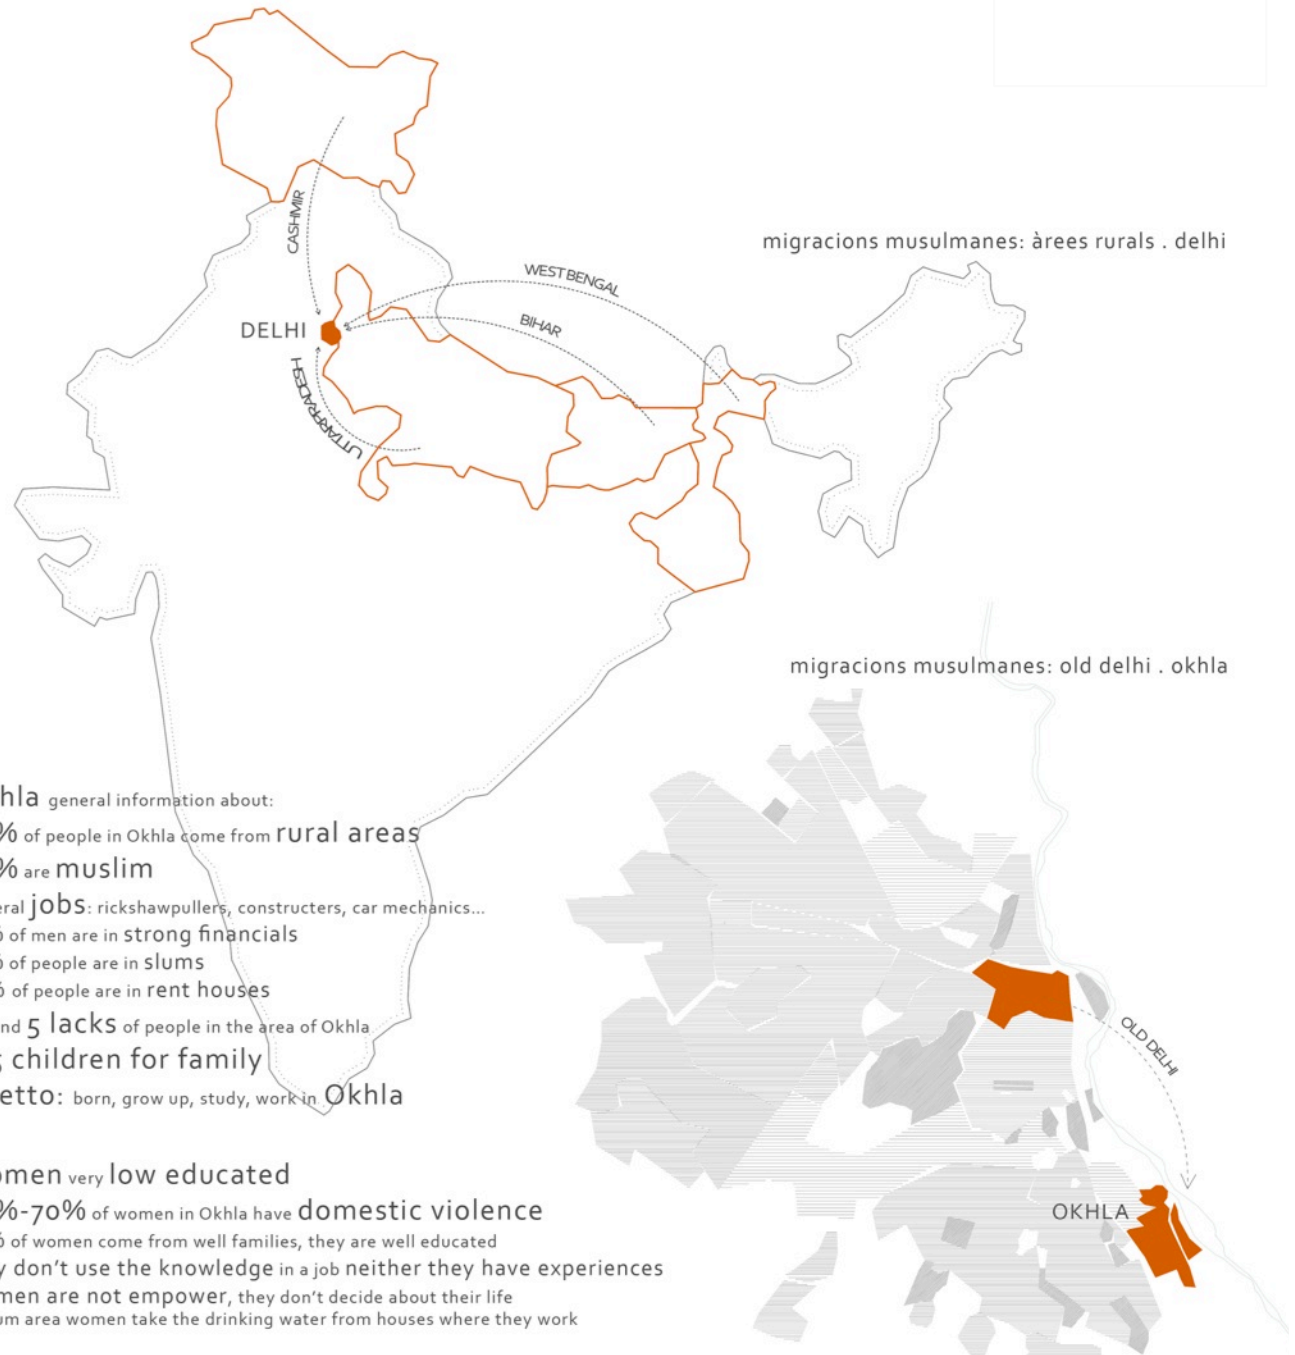 migracions musulmanes: àrees rurals . delhi
CASHMIR
WEST BENGAL
BIHAR
DELHI
UTTARPRADESH
migracions musulmanes: old delhi . okhla
hla general information about:
% of people in Okhla come from rural areas
% are muslim
eral jobs: rickshawpullers, constructers, car mechanics...
% of men are in strong financials
% of people are in slums
% of people are in rent houses
nd 5 lacks of people in the area of Okhla
5 children for family
etto: born, grow up, study, work in Okhla
OLD DELHI
OKHLA
omen very low educated
%-70% of women in Okhla have domestic violence
% of women come from well families, they are well educated
y don't use the knowledge in a job neither they have experiences
men are not empower, they don't decide about their life
um area women take the drinking water from houses where they work